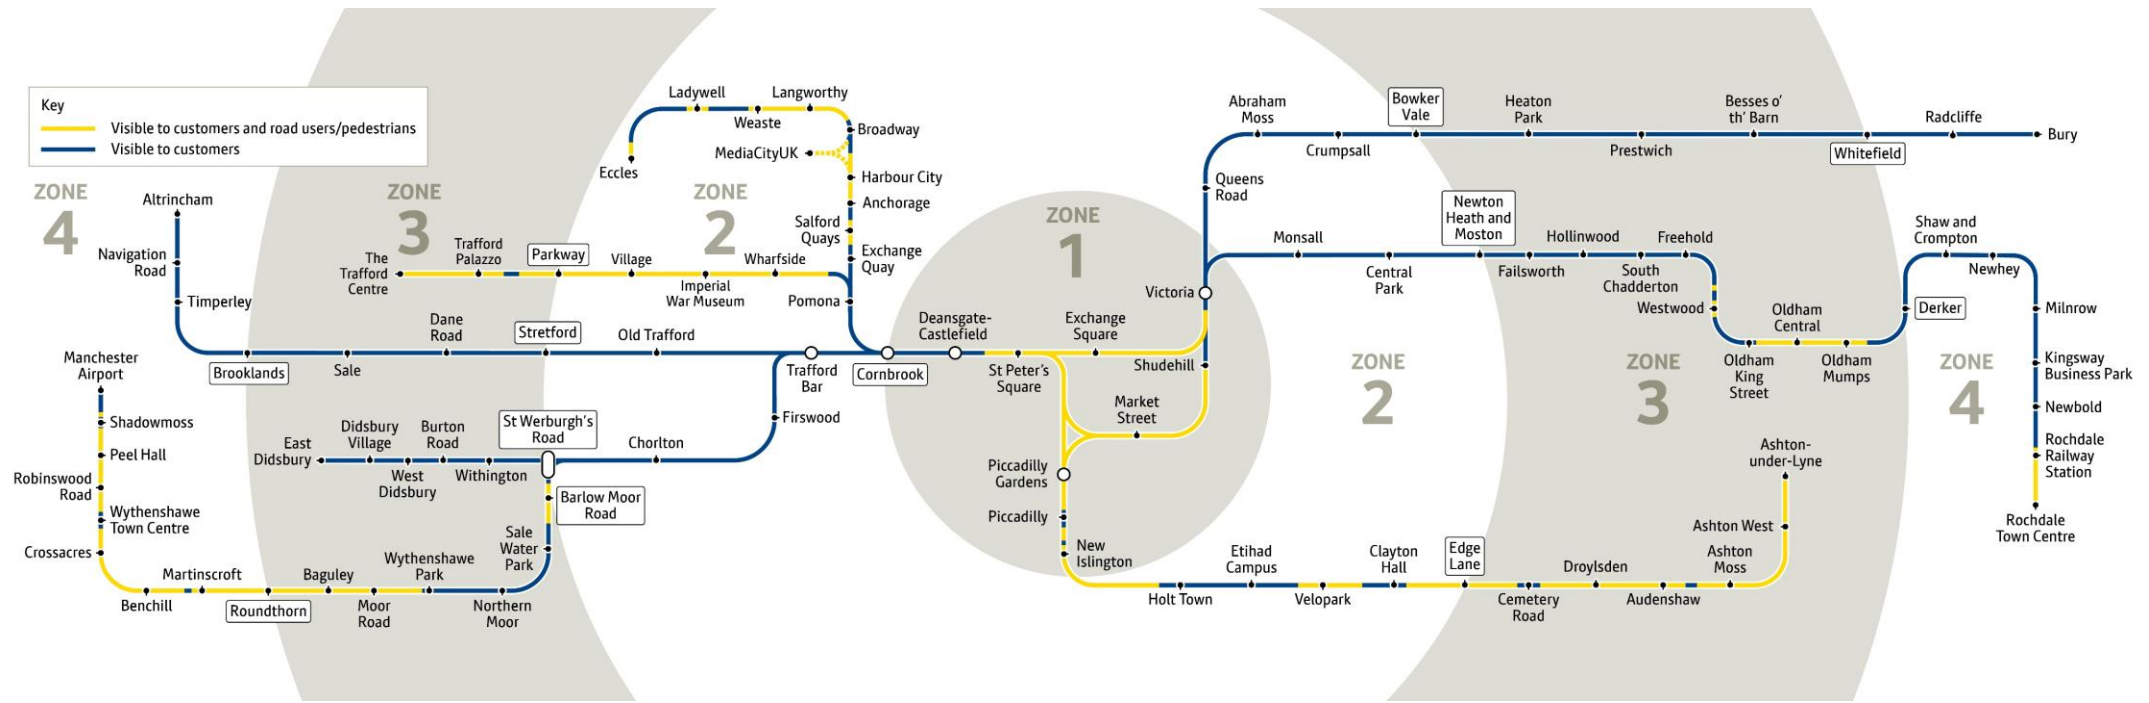 Key
Visible to customers and road users/pedestrians
Visible to customers
ZONE
4
ZONE
3
ZONE
2
ZONE
1
ZONE
2
ZONE
3
ZONE
4
Altrincham
Navigation
Road
Timperley
Brooklands
Sale
Dane
Road
Stretford
Old Trafford
Trafford
Bar
Cornbrook
Deansgate-
Castlefield
St Peter's
Square
Exchange
Square
Victoria
Shudehill
Market
Street
Piccadilly
Gardens
Piccadilly
New
Islington
Eccles
Ladywell
Weaste
Langworthy
Broadway
MediaCityUK
Harbour City
Anchorage
Salford
Quays
Exchange
Quay
Pomona
The
Trafford
Centre
Trafford
Palazzo
Parkway
Village
Imperial
War Museum
Wharfside
Manchester
Airport
Shadowmoss
Peel Hall
Robinswood
Road
Wythenshawe
Town Centre
Crossacres
Benchill
Martinscroft
Roundthorn
Baguley
Moor
Road
Wythenshawe
Park
Northern
Moor
Sale
Water
Park
Barlow Moor
Road
St Werburgh's
Road
East
Didsbury
Didsbury
Village
West
Didsbury
Burton
Road
Withington
Chorlton
Firswood
Queens
Road
Abraham
Moss
Crumpsall
Bowker
Vale
Heaton
Park
Prestwich
Besses o'
th' Barn
Whitefield
Radcliffe
Bury
Monsall
Central
Park
Newton
Heath and
Moston
Failsworth
Hollinwood
South
Chadderton
Freehold
Westwood
Oldham
King
Street
Oldham
Central
Oldham
Mumps
Derker
Shaw and
Crompton
Newhey
Milnrow
Kingsway
Business Park
Newbold
Rochdale
Railway
Station
Rochdale
Town Centre
Holt Town
Etihad
Campus
Velopark
Clayton
Hall
Edge
Lane
Cemetery
Road
Droylsden
Audenshaw
Ashton
Moss
Ashton West
Ashton-
under-Lyne